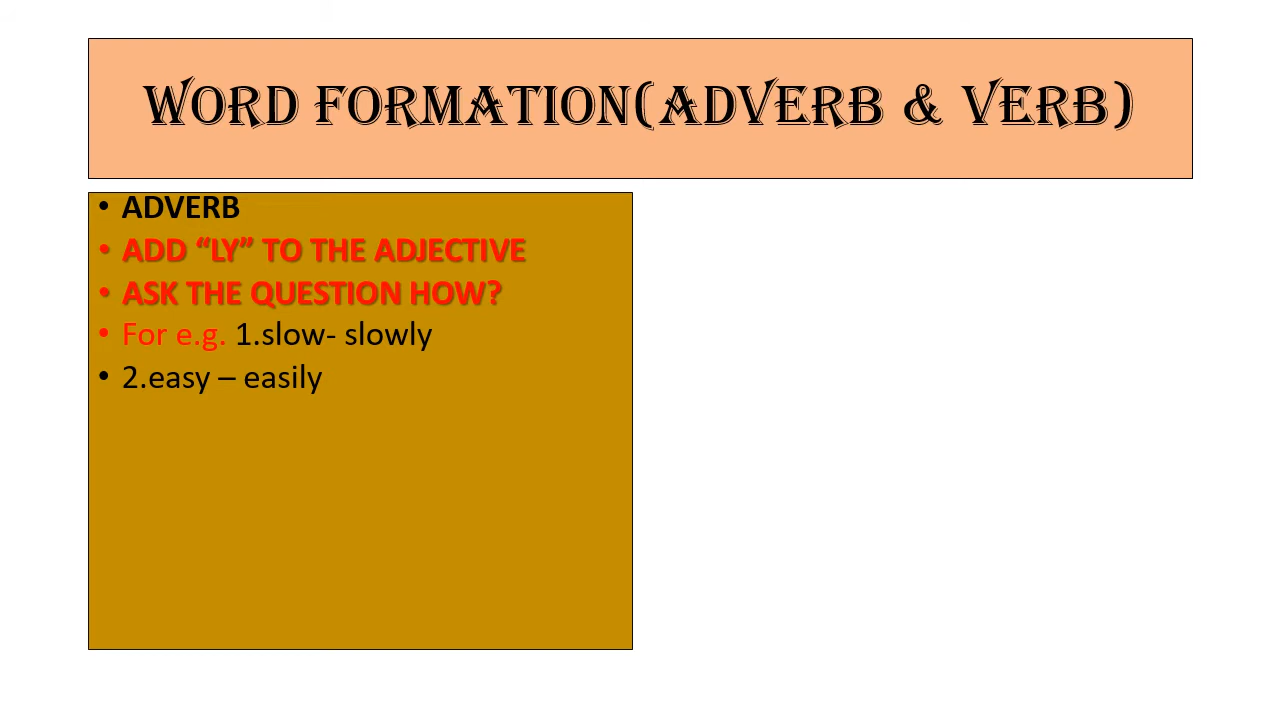 WORD FORMATION(ADVERB & VERB)
• ADVERB
• ADD “LY” TO THE ADJECTIVE
• ASK THE QUESTION HOW?
• For e.g. 1.slow- slowly
• 2.easy – easily